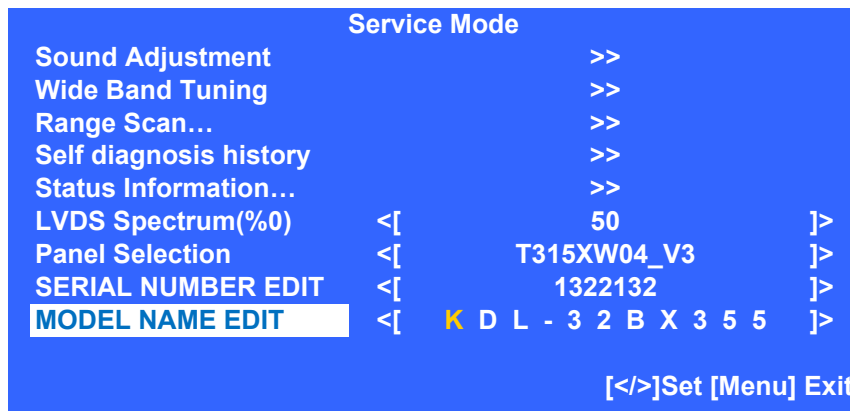 Service Mode
Sound Adjustment >>
Wide Band Tuning >>
Range Scan… >>
Self diagnosis history >>
Status Information… >>
LVDS Spectrum(%0) <[ 50 ]>
Panel Selection <[ T315XW04_V3 ]>
SERIAL NUMBER EDIT <[ 1322132 ]>
MODEL NAME EDIT <[ K D L - 3 2 B X 3 5 5 ]>
[</>]Set [Menu] Exit